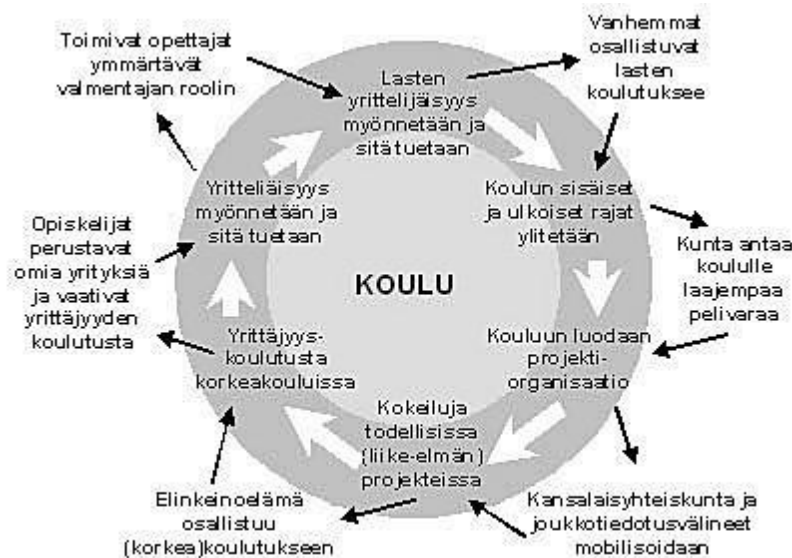 Toimivat opettajat
ymmärtävät
valmentajan roolin
Vanhemmat
osallistuvat
lasten
koulutuksee
Lasten
yrittelijäisyys
myönnetään ja
sitä tuetaan
Yritteliäisyys
myönnetään ja
sitä tuetaan
Koulun sisäiset
ja ulkoiset rajat
ylitetään
Opiskelijat
perustavat
omia yrityksiä
ja vaativat
yrittäjyyden
koulutusta
Kunta antaa
koululle
laajempaa
pelivaraa
KOULU
Yrittäjyys-
koulutusta
korkeakouluissa
Kouluun luodaan
projekti-
organisaatio
Kokeiluja
todellisissa
(liike-elmän)
projekteissa
Elinkeinoelämä
osallistuu
(korkea)koulutukseen
Kansalaisyhteiskunta ja
joukkotiedotusvälineet
mobilisoidaan